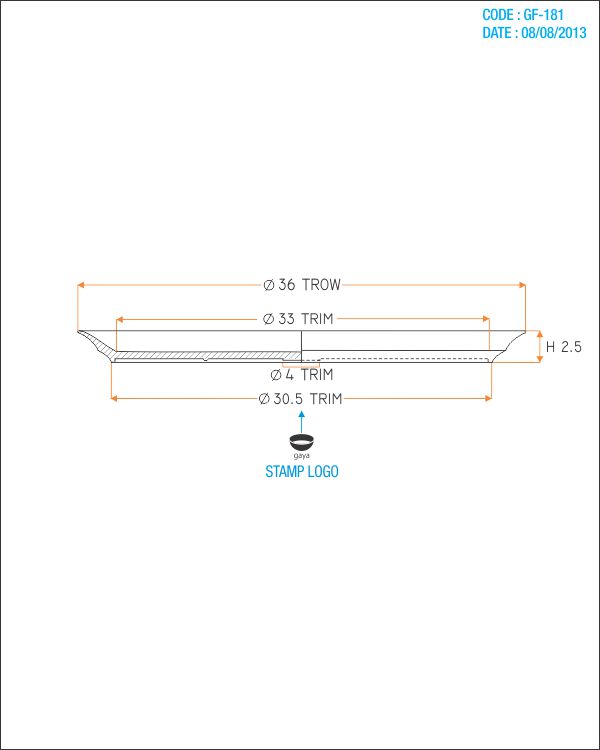 CODE : GF-181
DATE : 08/08/2013
Ø 36 TROW
Ø 33 TRIM
H 2.5
Ø 4 TRIM
Ø 30.5 TRIM
gaya
STAMP LOGO